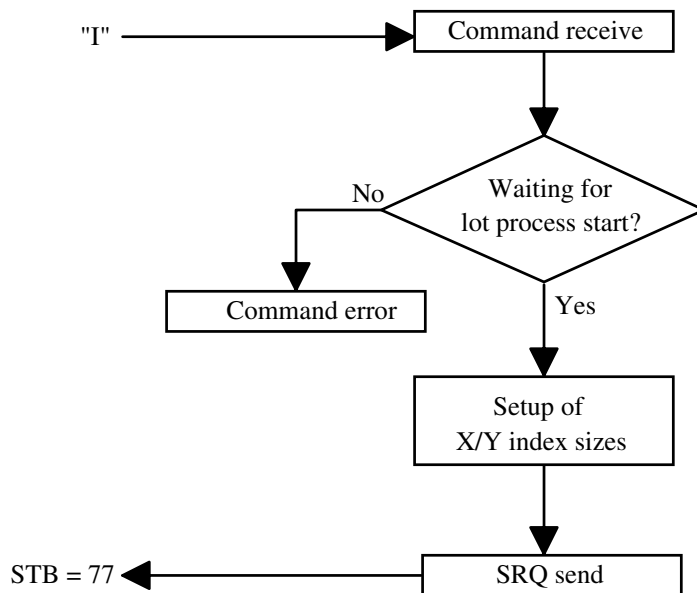 "I"
Command receive
Waiting for
lot process start?
No
Command error
Yes
Setup of
X/Y index sizes
STB = 77
SRQ send